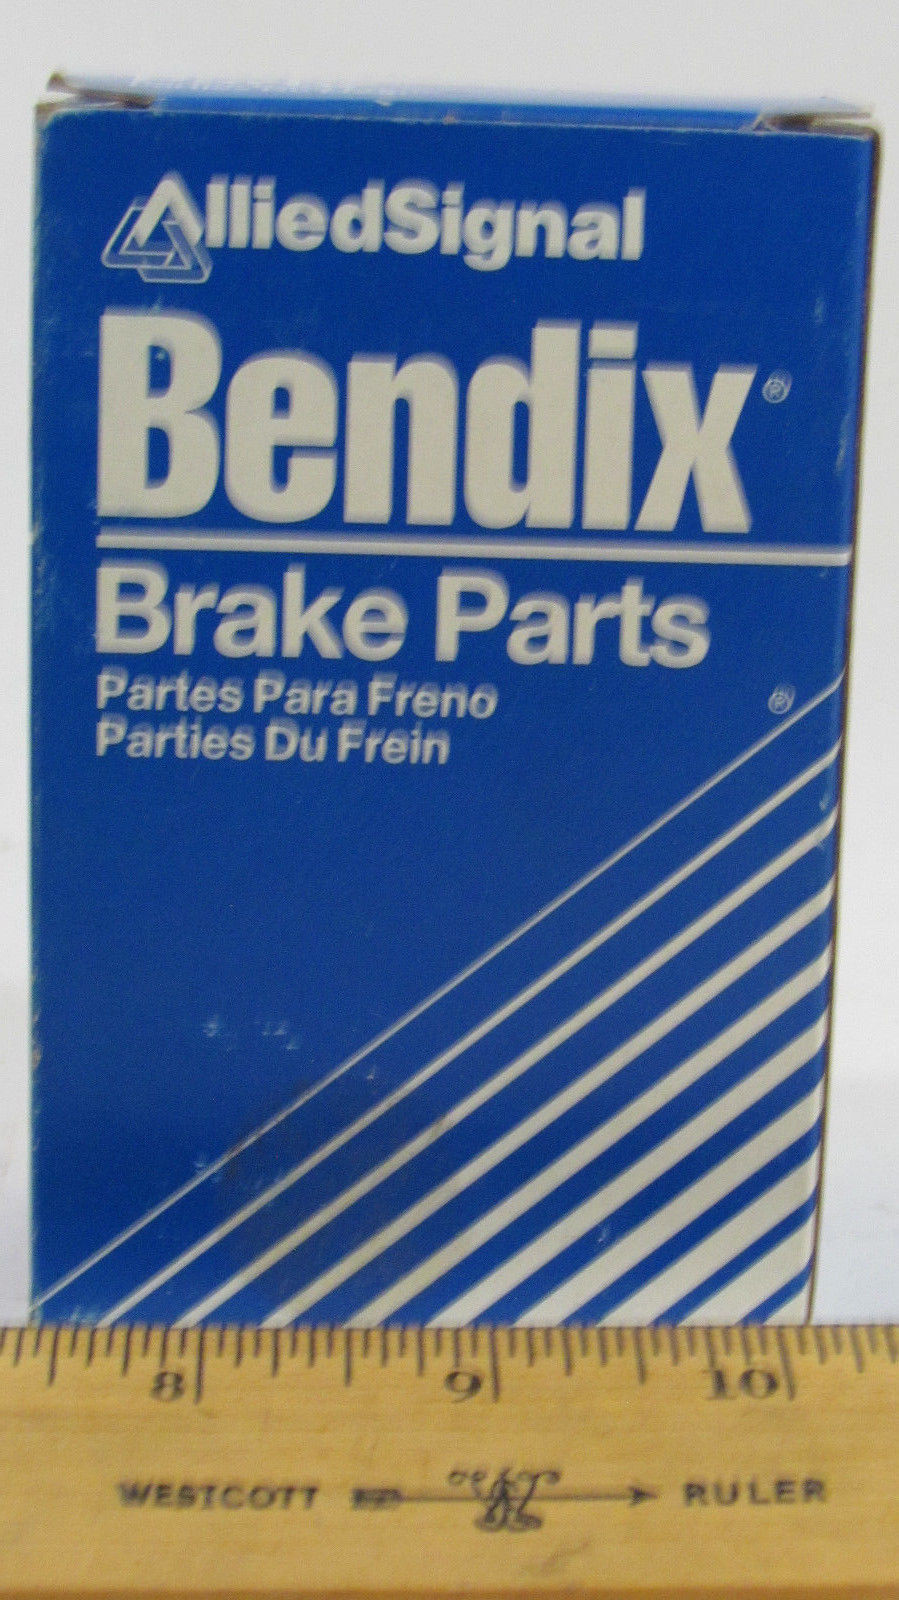 AlliedSignal
Bendix®
Brake Parts
Partes Para Freno
Parties Du Frein
®
8 9 10
WESTCOTT RULER